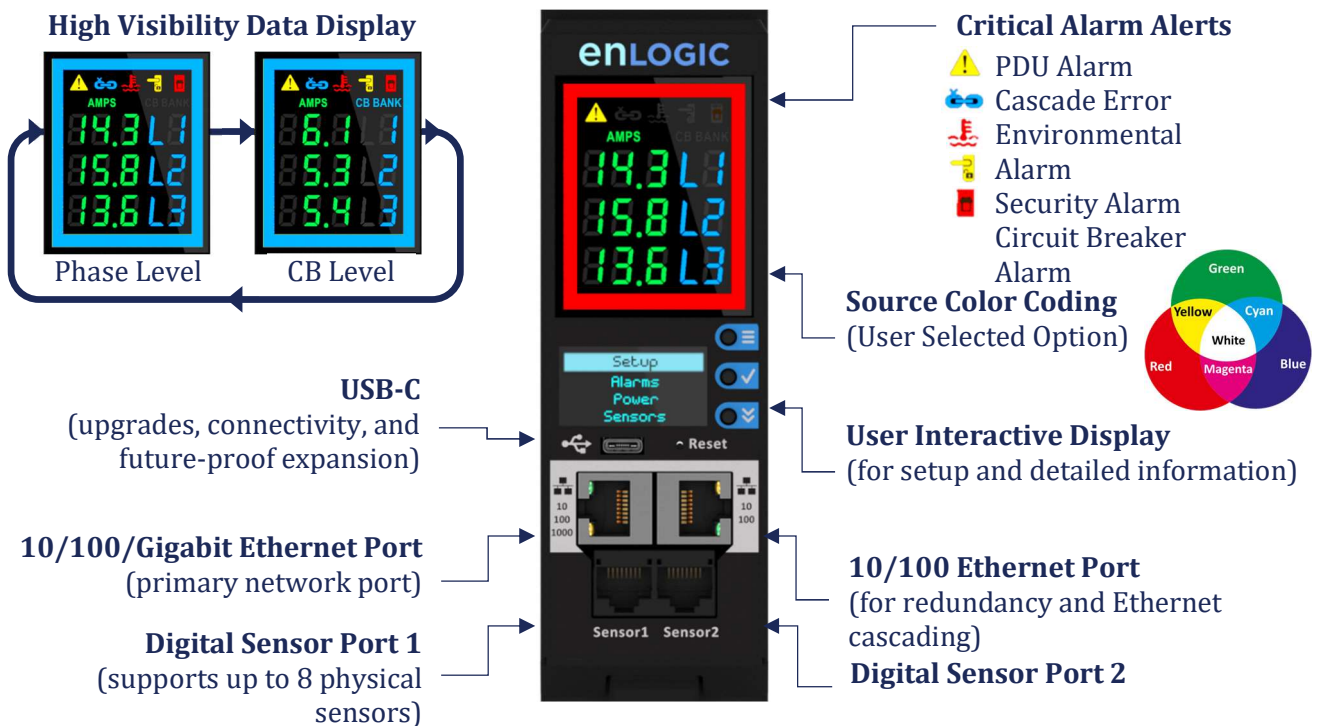 High Visibility Data Display
AMPS CB BANK
14.3 L1
15.8 L2
13.6 L3
Phase Level
AMPS CB BANK
6.1 1
5.3 2
5.4 3
CB Level
enLOGIC
AMPS CB BANK
14.3 L1
15.8 L2
13.6 L3
Setup
Alarms
Power
Sensors
Reset
10
100
1000
10
100
Sensor1 Sensor2
USB-C
(upgrades, connectivity, and
future-proof expansion)
10/100/Gigabit Ethernet Port
(primary network port)
Digital Sensor Port 1
(supports up to 8 physical
sensors)
Critical Alarm Alerts
PDU Alarm
Cascade Error
Environmental
Alarm
Security Alarm
Circuit Breaker
Alarm
Source Color Coding
(User Selected Option)
Green
Yellow Cyan
White
Red Magenta Blue
User Interactive Display
(for setup and detailed information)
10/100 Ethernet Port
(for redundancy and Ethernet
cascading)
Digital Sensor Port 2